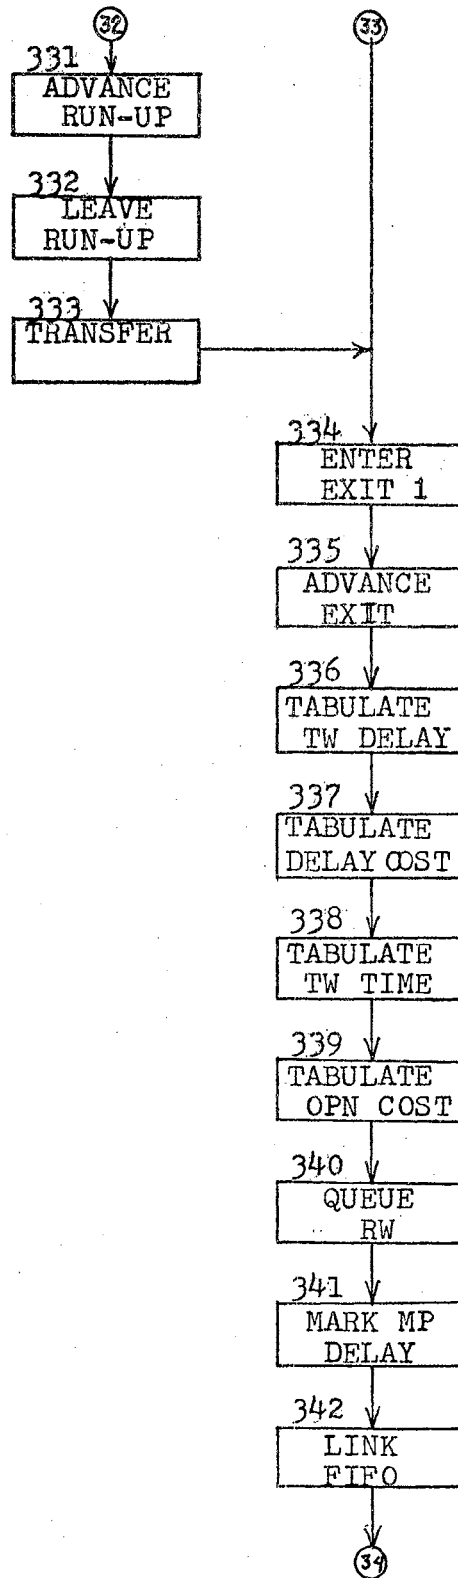 32
331
ADVANCE
RUN-UP
332
LEAVE
RUN-UP
333
TRANSFER
33
334
ENTER
EXIT 1
335
ADVANCE
EXIT
336
TABULATE
TW DELAY
337
TABULATE
DELAY COST
338
TABULATE
TW TIME
339
TABULATE
OPN COST
340
QUEUE
RW
341
MARK MP
DELAY
342
LINK
FIFO
34